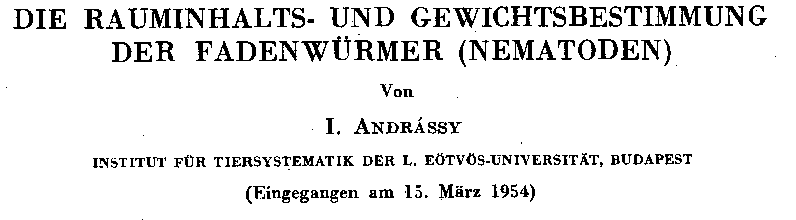 DIE RAUMINHALTS- UND GEWICHTSBESTIMMUNG
DER FADENWÜRMER (NEMATODEN)
Von
I. ANDRÁSSY
INSTITUT FÜR TIERSYSTEMATIK DER L. EÖTVÖS-UNIVERSITÄT, BUDAPEST
(Eingegangen am 15. März 1954)